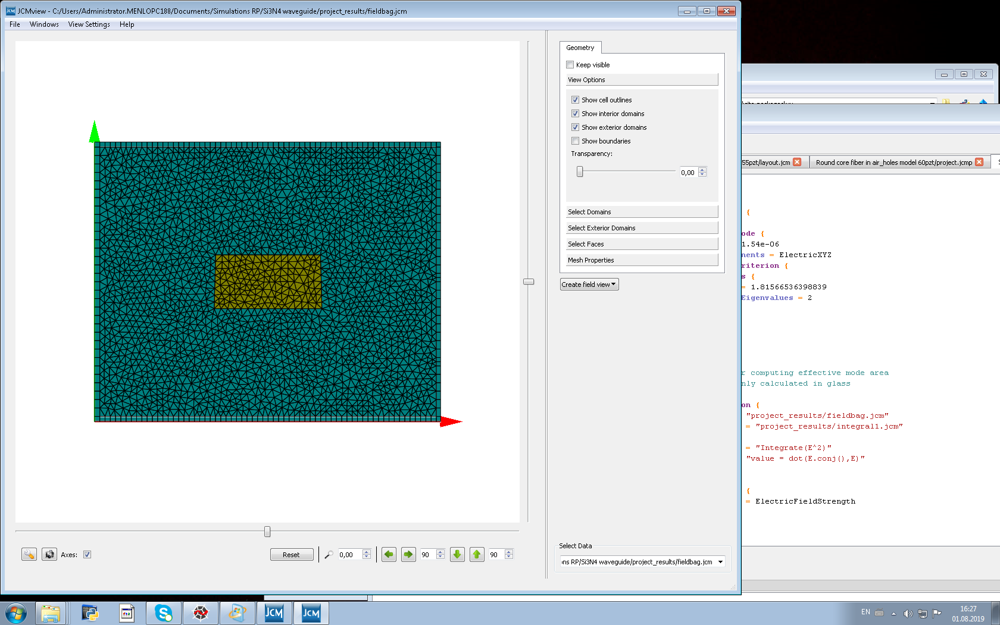 JCMview - C:/Users/Administrator.MENLOPC188/Documents/Simulations RP/Si3N4 waveguide/project_results/fieldbag.jcm
File Windows View Settings Help
Geometry
Keep visible
View Options
Show cell outlines
Show interior domains
Show exterior domains
Show boundaries
Transparency:
0,00
Select Domains
Select Exterior Domains
Select Faces
Mesh Properties
Create field view
Select Data
ns RP/Si3N4 waveguide/project_results/fieldbag.jcm
Axes:
Reset
0,00
90
90
55pzt/layout.jcm
Round core fiber in air_holes model 60pzt/project.jcmp
{
ode {
1.54e-06
nents = ElectricXYZ
riterion {
s {
= 1.81566536398839
Eigenvalues = 2
r computing effective mode area
nly calculated in glass
on {
"project_results/fieldbag.jcm"
= "project_results/integral1.jcm"
= "Integrate(E^2)"
"value = dot(E.conj(),E)"
{
= ElectricFieldStrength
JCM
JCM
EN
16:27
01.08.2019